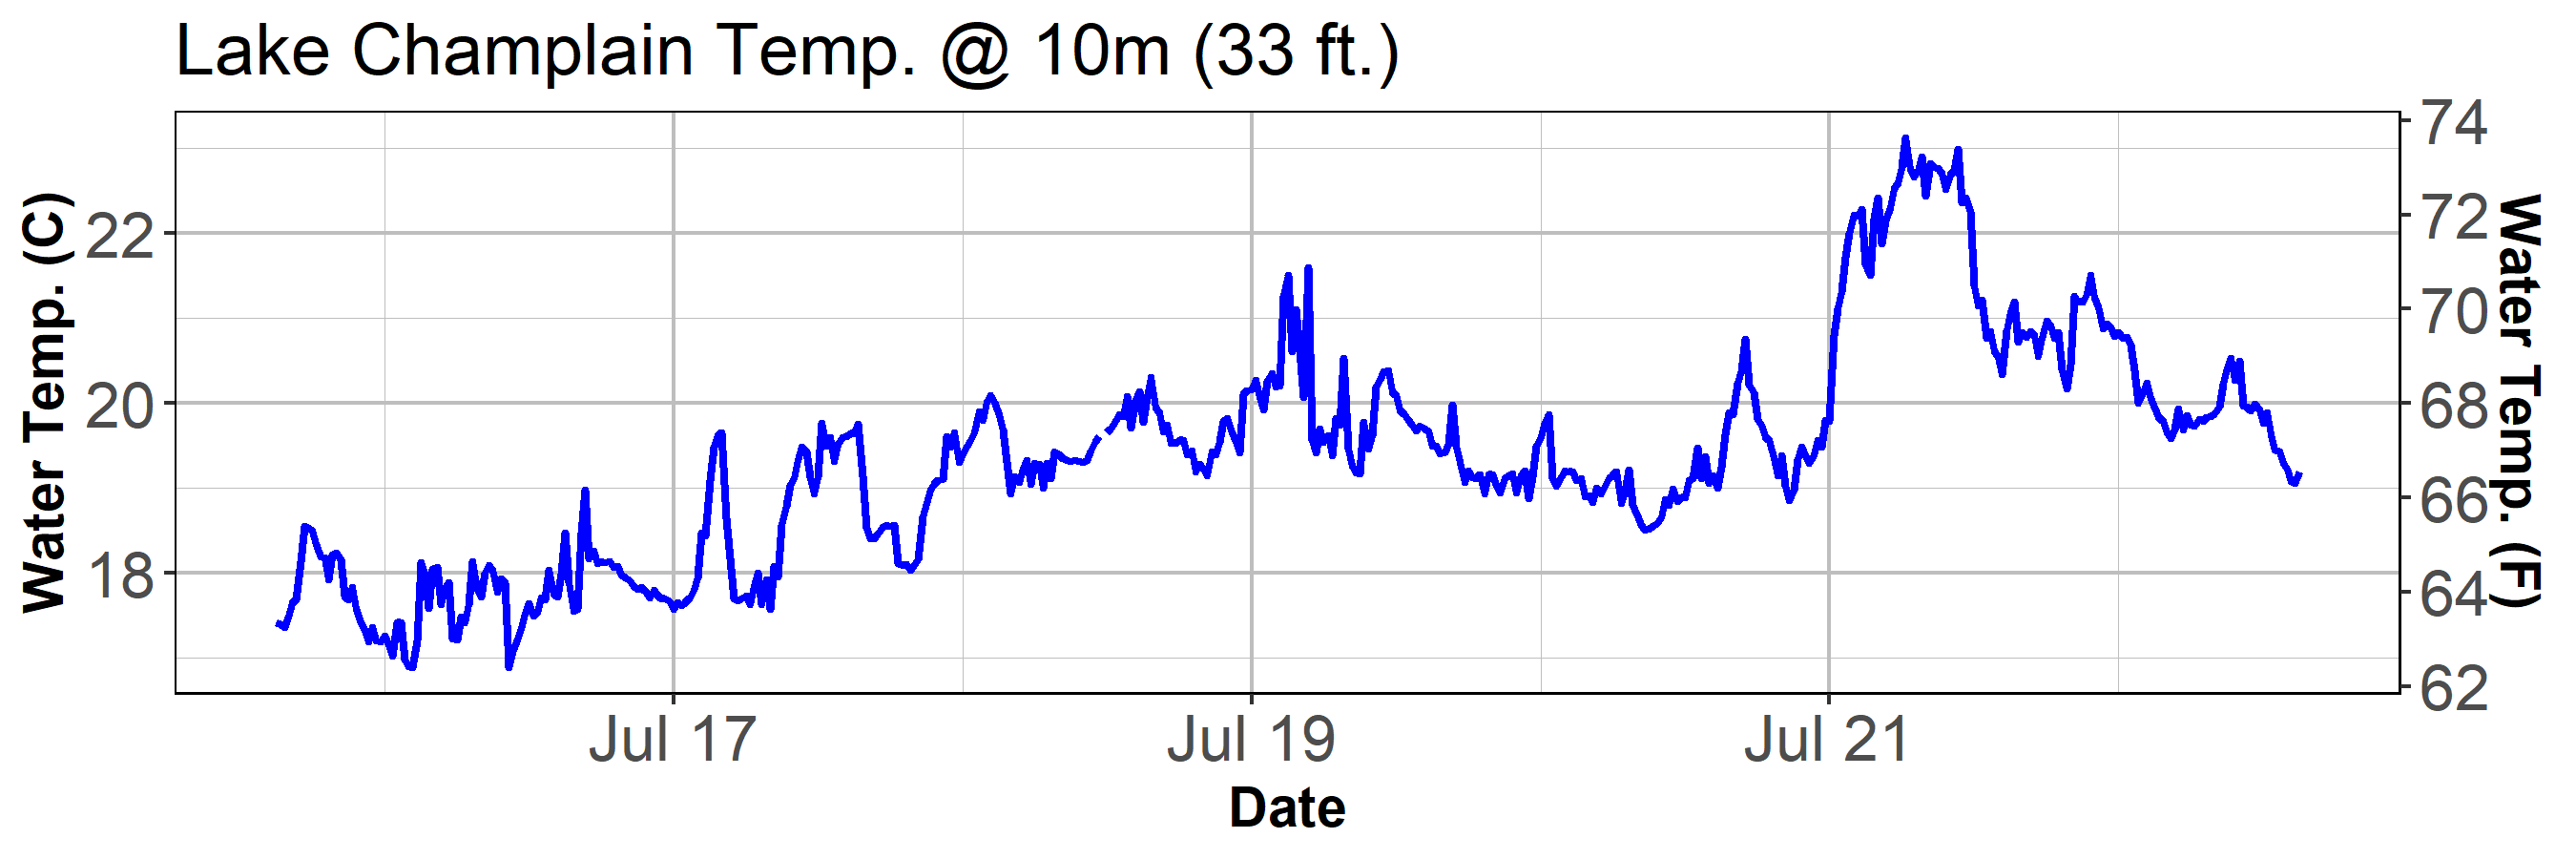 Lake Champlain Temp. @ 10m (33 ft.)
Water Temp. (C)
22
20
18
74
72
70
68
66
64
62
Water Temp. (F)
Jul 17
Jul 19
Jul 21
Date